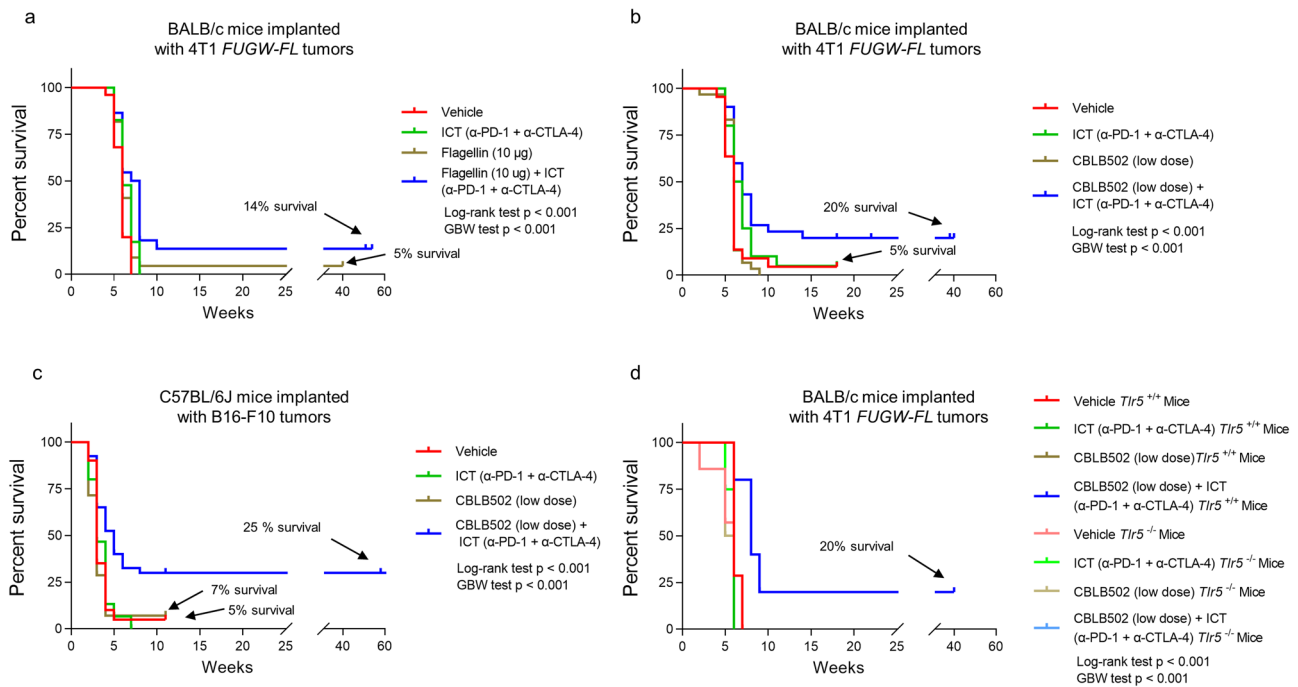 a
BALB/c mice implanted
with 4T1 FUGW-FL tumors
Percent survival
100
75
50
25
0
0 5 10 15 20 25 40 60
Weeks
14% survival
5% survival
Vehicle
ICT (α-PD-1 + α-CTLA-4)
Flagellin (10 µg)
Flagellin (10 ug) + ICT
(α-PD-1 + α-CTLA-4)
Log-rank test p < 0.001
GBW test p < 0.001
b
BALB/c mice implanted
with 4T1 FUGW-FL tumors
Percent survival
100
75
50
25
0
0 5 10 15 20 25 40 60
Weeks
20% survival
5% survival
Vehicle
ICT (α-PD-1 + α-CTLA-4)
CBLB502 (low dose)
CBLB502 (low dose) +
ICT (α-PD-1 + α-CTLA-4)
Log-rank test p < 0.001
GBW test p < 0.001
c
C57BL/6J mice implanted
with B16-F10 tumors
Percent survival
100
75
50
25
0
0 5 10 15 20 25 40 60
Weeks
25 % survival
7% survival
5% survival
Vehicle
ICT (α-PD-1 + α-CTLA-4)
CBLB502 (low dose)
CBLB502 (low dose) +
ICT (α-PD-1 + α-CTLA-4)
Log-rank test p < 0.001
GBW test p < 0.001
d
BALB/c mice implanted
with 4T1 FUGW-FL tumors
Percent survival
100
75
50
25
0
0 5 10 15 20 25 40 60
Weeks
20% survival
Vehicle Tlr5 +/+ Mice
ICT (α-PD-1 + α-CTLA-4) Tlr5 +/+ Mice
CBLB502 (low dose) Tlr5 +/+ Mice
CBLB502 (low dose) + ICT
(α-PD-1 + α-CTLA-4) Tlr5 +/+ Mice
Vehicle Tlr5 -/- Mice
ICT (α-PD-1 + α-CTLA-4) Tlr5 -/- Mice
CBLB502 (low dose) Tlr5 -/- Mice
CBLB502 (low dose) + ICT
(α-PD-1 + α-CTLA-4) Tlr5 -/- Mice
Log-rank test p < 0.001
GBW test p < 0.001